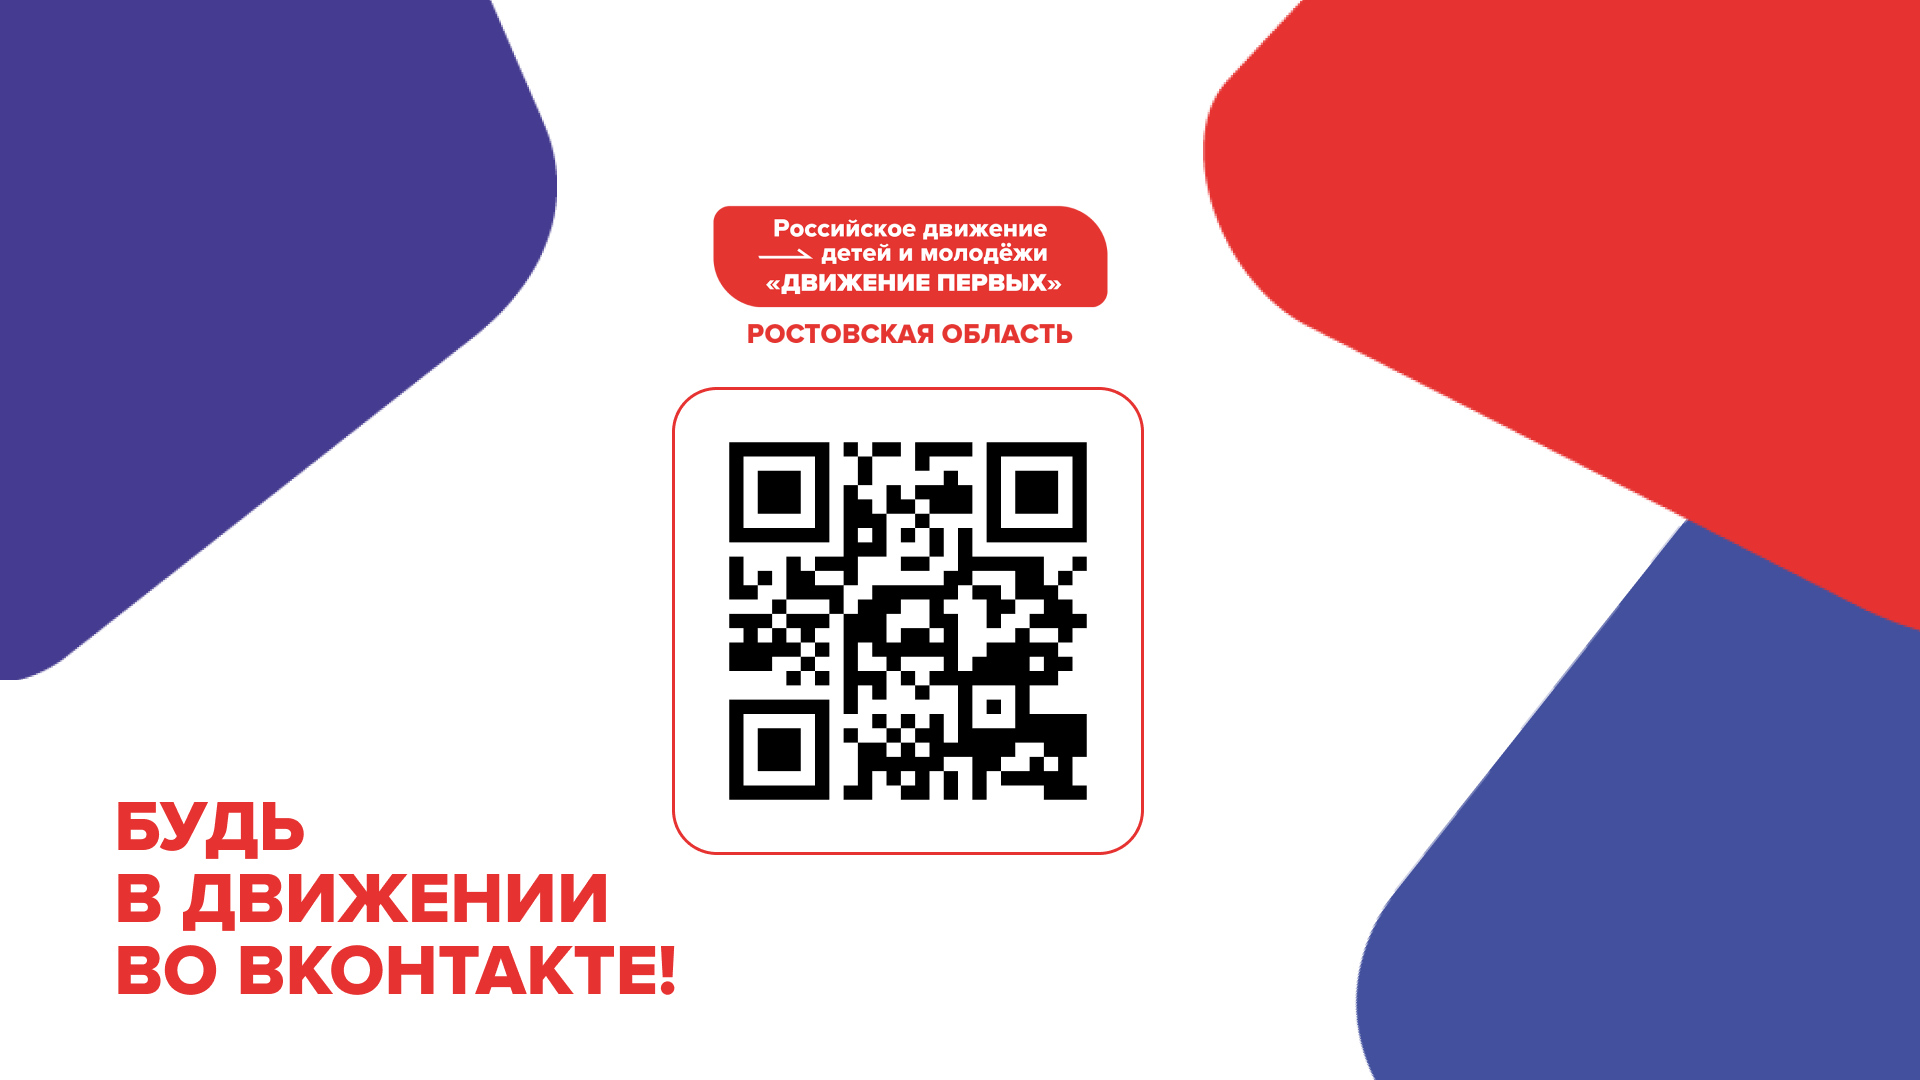 Российское движение
детей и молодёжи
«ДВИЖЕНИЕ ПЕРВЫХ»
РОСТОВСКАЯ ОБЛАСТЬ
БУДЬ
В ДВИЖЕНИИ
ВО ВКОНТАКТЕ!